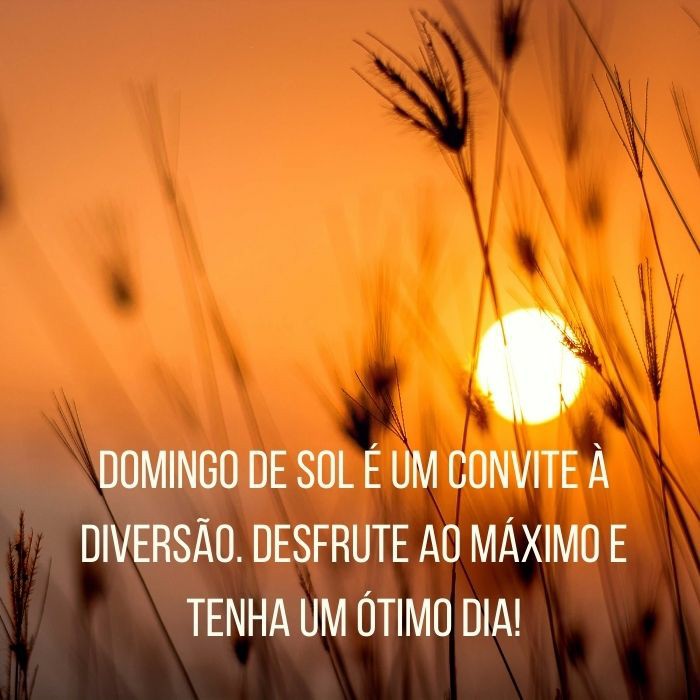 DOMINGO DE SOL É UM CONVITE À
DIVERSÃO. DESFRUTE AO MÁXIMO E
TENHA UM ÓTIMO DIA!